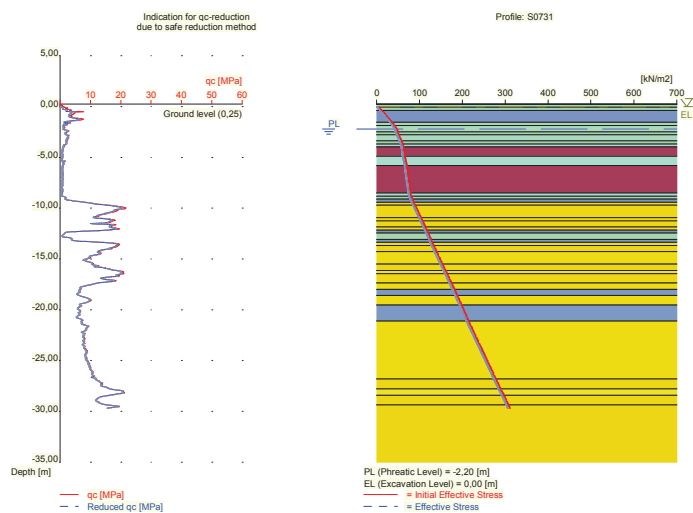 Indication for qc-reduction
due to safe reduction method
Profile: S0731
5,00
qc [MPa]
10 20 30 40 50 60
0,00
Ground level (0,25)
-5,00
-10,00
-15,00
-20,00
-25,00
-30,00
-35,00
Depth [m]
qc [MPa]
Reduced qc [MPa]
[kN/m2]
0 100 200 300 400 500 600 700
EL
PL
PL (Phreatic Level) = -2,20 [m]
EL (Excavation Level) = 0,00 [m]
= Initial Effective Stress
= Effective Stress